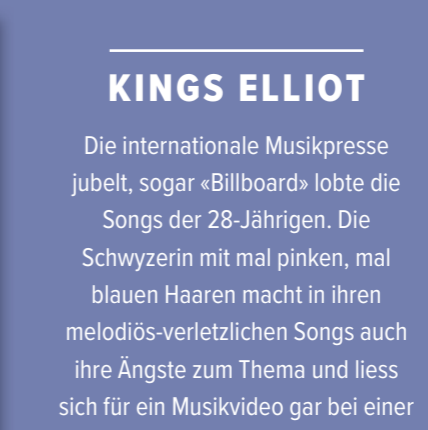 KINGS ELLIOT
Die internationale Musikpresse
jubelt, sogar «Billboard» lobte die
Songs der 28-Jährigen. Die
Schwyzerin mit mal pinken, mal
blauen Haaren macht in ihren
melodiös-verletzlichen Songs auch
ihre Ängste zum Thema und liess
sich für ein Musikvideo gar bei einer